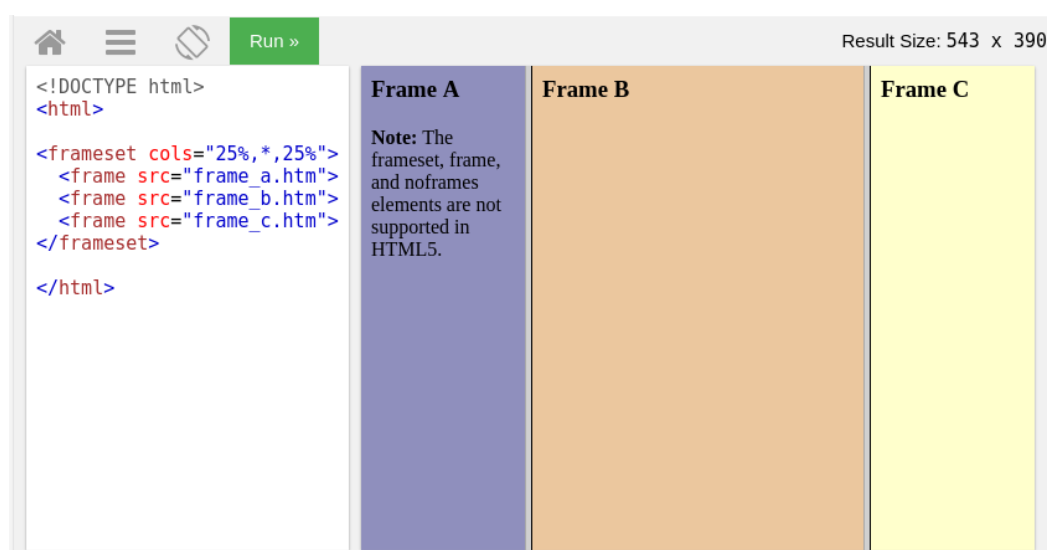 Run »
Result Size: 543 x 390
<!DOCTYPE html>
<html>
<frameset cols="25%,*,25%">
<frame src="frame_a.htm">
<frame src="frame_b.htm">
<frame src="frame_c.htm">
</frameset>
</html>
Frame A
Note: The
frameset, frame,
and noframes
elements are not
supported in
HTML5.
Frame B
Frame C